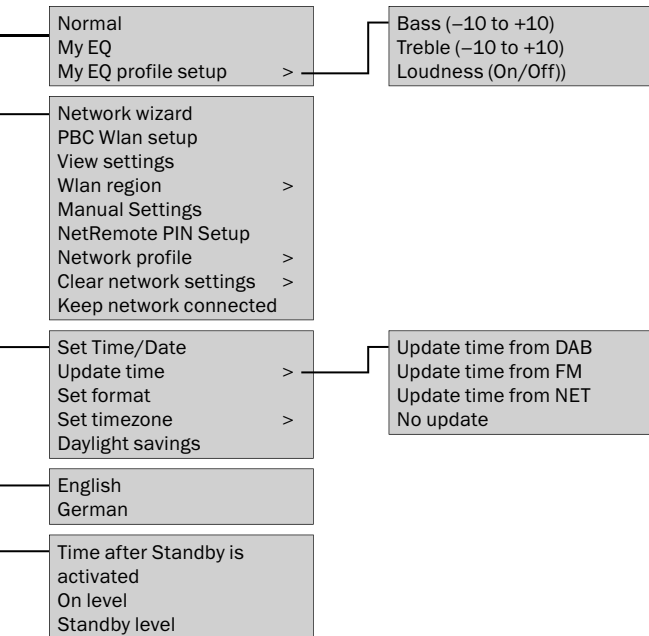 Normal
My EQ
My EQ profile setup >
Bass (–10 to +10)
Treble (–10 to +10)
Loudness (On/Off))
Network wizard
PBC Wlan setup
View settings
Wlan region >
Manual Settings
NetRemote PIN Setup
Network profile >
Clear network settings >
Keep network connected
Set Time/Date
Update time >
Set format
Set timezone >
Daylight savings
Update time from DAB
Update time from FM
Update time from NET
No update
English
German
Time after Standby is
activated
On level
Standby level